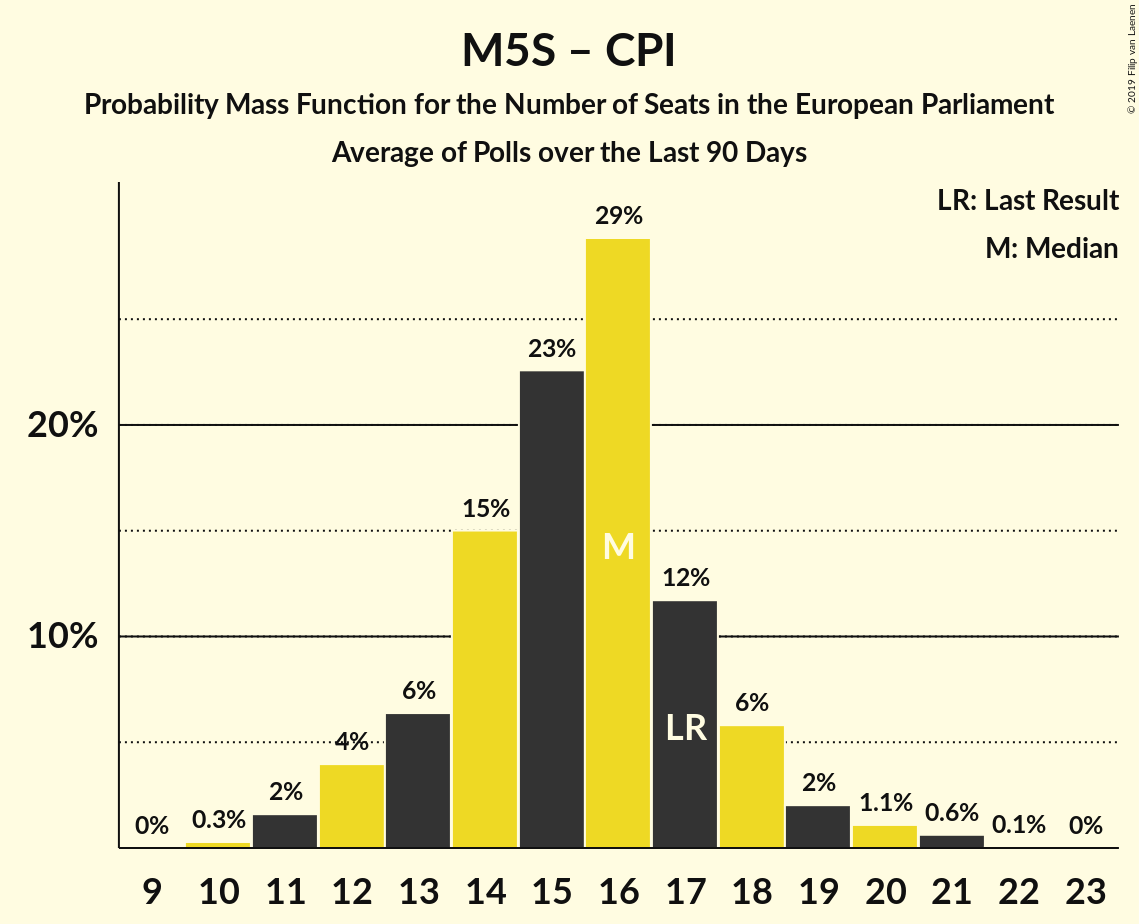 M5S – CPI
Probability Mass Function for the Number of Seats in the European Parliament
Average of Polls over the Last 90 Days
© 2019 Filip van Laenen
LR: Last Result
M: Median
20%
10%
0%
0.3%
2%
4%
6%
15%
23%
29%
12%
6%
2%
1.1%
0.6%
0.1%
0%
M
LR
9 10 11 12 13 14 15 16 17 18 19 20 21 22 23